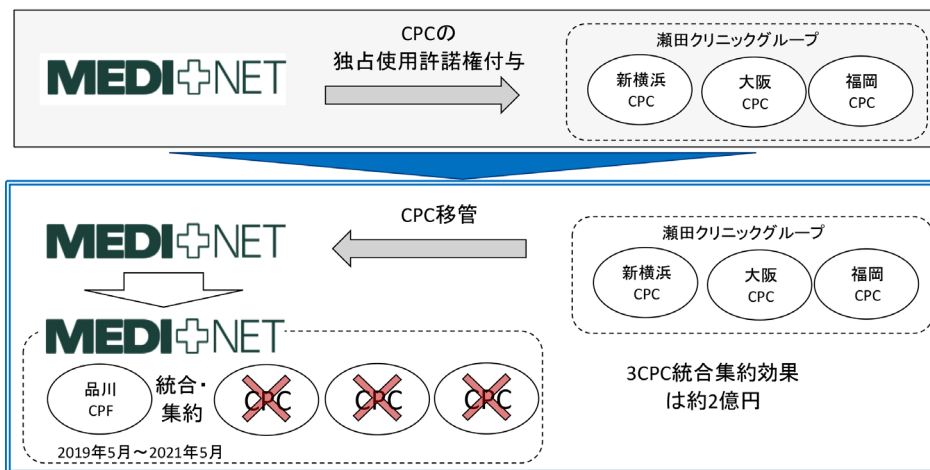 CPCの
独占使用許諾権付与
MEDI+NET
瀬田クリニックグループ
新横浜
CPC
大阪
CPC
福岡
CPC
CPC移管
MEDI+NET
瀬田クリニックグループ
新横浜
CPC
大阪
CPC
福岡
CPC
MEDI+NET
品川
CPF
統合・
集約
CPC
CPC
CPC
2019年5月～2021年5月
3CPC統合集約効果
は約2億円